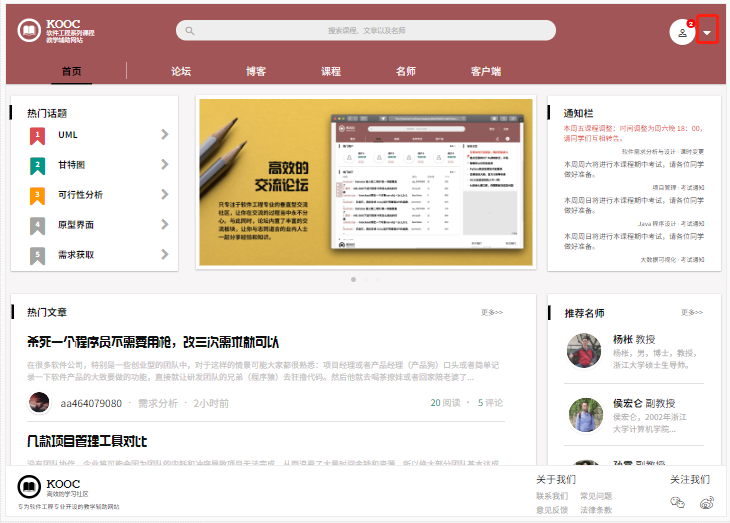 KOOC
软件工程系列课程
教学辅助网站
搜索课程，文章以及名师
2
首页
论坛
博客
课程
名师
客户端
热门话题
1 UML
2 甘特图
3 可行性分析
4 原型界面
5 需求获取
高效的
交流论坛
只专注于软件工程专业的垂直型交流
社区，让你在交流的过程当中永不分
心。与此同时，论坛内置了丰富的交
流板块，让你与志同道合的业内人士
一起分享经验和知识。
通知栏
本周五课程调整：时间调整为周六晚 18：00，
请同学们互相转告。
软件需求分析与设计 · 课时变更
本周周六将进行本课程期中考试，请各位同学
做好准备。
项目管理 · 考试通知
本周周日将进行本课程期中考试，请各位同学
做好准备。
Java 程序设计 · 考试通知
本周周日将进行本课程期中考试，请各位同学
做好准备。
大数据可视化 · 考试通知
热门文章
更多>>
杀死一个程序员不需要用枪，改三次需求就可以
在很多软件公司，特别是一些创业型的团队中，对于这样的情景可能大家都很熟悉：项目经理或者产品经理（产品狗）口头或者简单记
录一下软件产品的大致要做的功能，直接就让研发团队的兄弟（程序猿）去狂撸代码。然后他就去喝茶撩妹或者回家陪老婆了...
aa464079080 · 需求分析 · 2小时前
20 阅读 · 5 评论
几款项目管理工具对比
推荐名师
更多>>
杨枨 教授
杨枨，男，博士，教授，
浙江大学硕士生导师。
侯宏仑 副教授
侯宏仑，2002年浙江
大学计算机学院...
KOOC
高效的学习社区
专为软件工程专业开设的教学辅助网站
关于我们
联系我们 常见问题
意见反馈 法律条款
关注我们